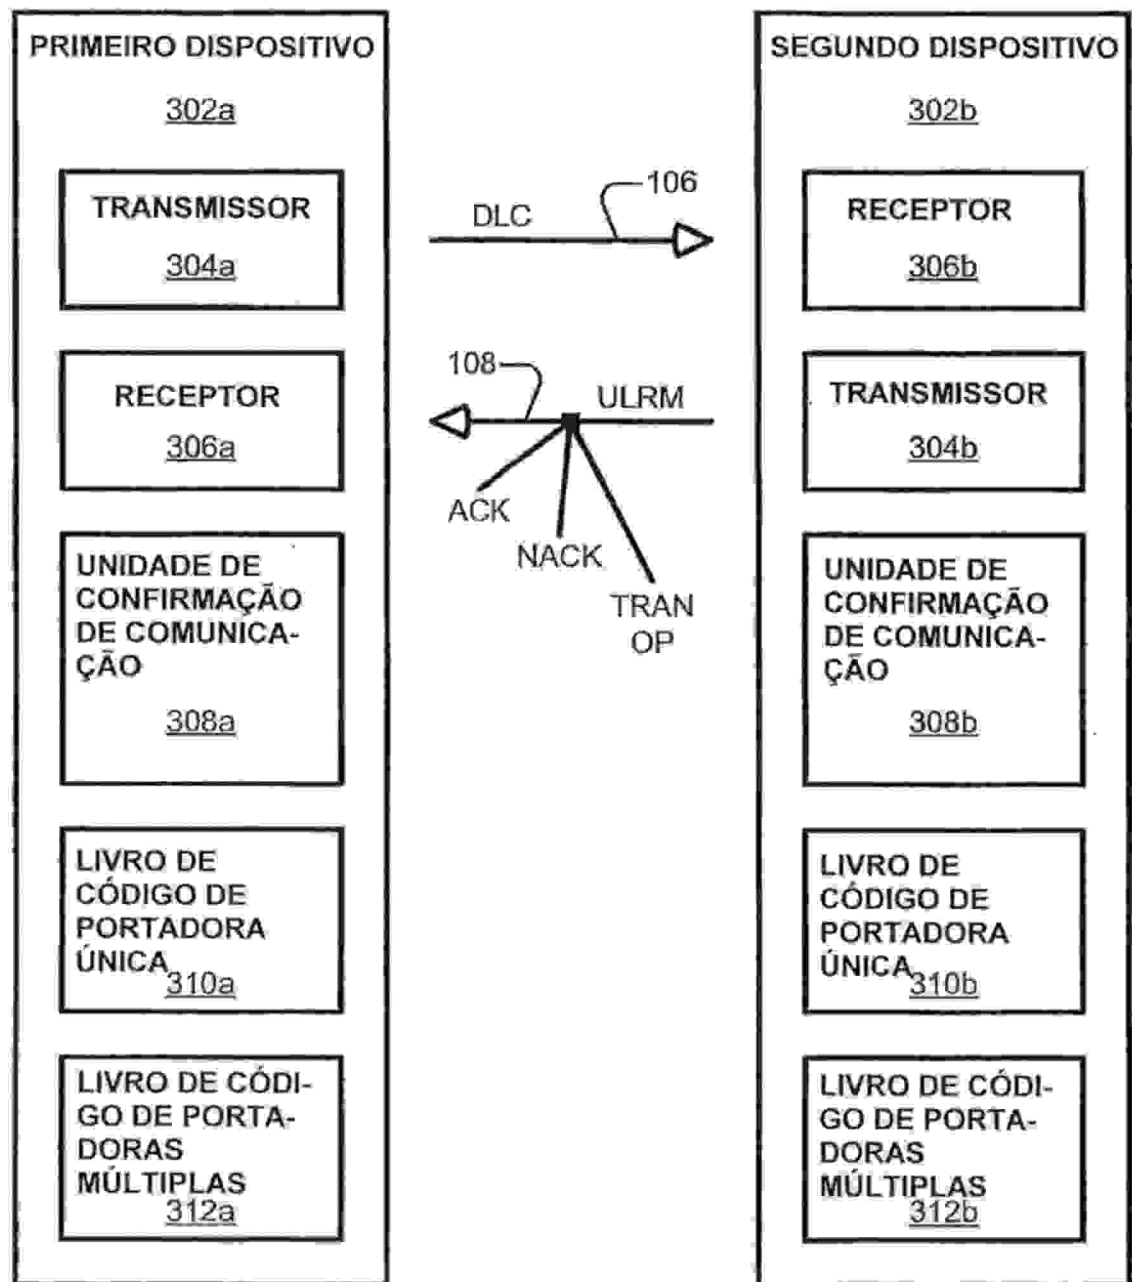 PRIMEIRO DISPOSITIVO
302a
TRANSMISSOR
304a
RECEPTOR
306a
UNIDADE DE
CONFIRMAÇÃO
DE COMUNICA-
ÇÃO
308a
LIVRO DE
CÓDIGO DE
PORTADORA
ÚNICA
310a
LIVRO DE CÓDI-
GO DE PORTA-
DORAS
MÚLTIPLAS
312a
DLC
106
108
ULRM
ACK
NACK
TRAN
OP
SEGUNDO DISPOSITIVO
302b
RECEPTOR
306b
TRANSMISSOR
304b
UNIDADE DE
CONFIRMAÇÃO
DE COMUNICA-
ÇÃO
308b
LIVRO DE
CÓDIGO DE
PORTADORA
ÚNICA
310b
LIVRO DE CÓDI-
GO DE PORTA-
DORAS
MÚLTIPLAS
312b